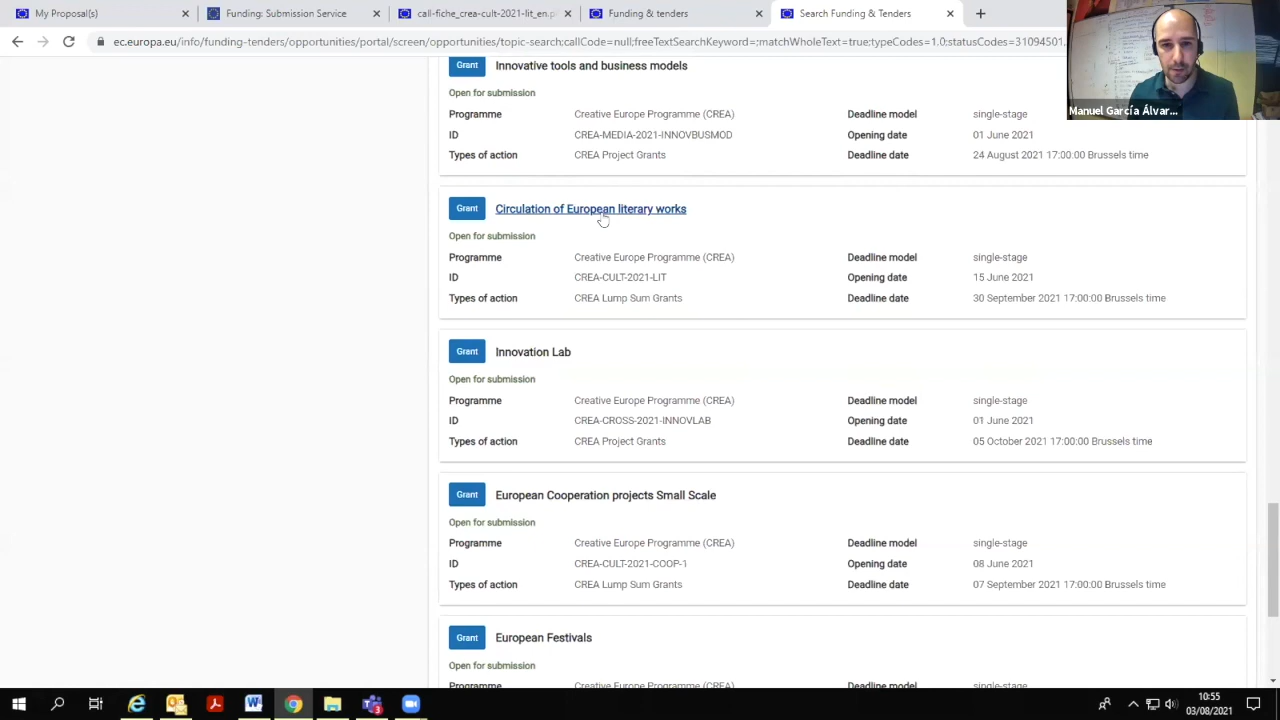 My Proposal(s)
Funding: Submission Service
call-fiche_crea-cult-2021-lit_en.p
Funding & tenders
Search Funding & Tenders
ec.europa.eu/info/funding-tenders/opportunities/portal/screen/opportunities/topic-search;callCode=null;freeTextSearchKeyword=;matchWholeText=true;typeCodes=1.0;statusCodes=31094501.
Manuel García Álvar...
Grant Innovative tools and business models
Open for submission
Programme Creative Europe Programme (CREA) Deadline model single-stage
ID CREA-MEDIA-2021-INNOVBUSMOD Opening date 01 June 2021
Types of action CREA Project Grants Deadline date 24 August 2021 17:00:00 Brussels time
Grant Circulation of European literary works
Open for submission
Programme Creative Europe Programme (CREA) Deadline model single-stage
ID CREA-CULT-2021-LIT Opening date 15 June 2021
Types of action CREA Lump Sum Grants Deadline date 30 September 2021 17:00:00 Brussels time
Grant Innovation Lab
Open for submission
Programme Creative Europe Programme (CREA) Deadline model single-stage
ID CREA-CROSS-2021-INNOVLAB Opening date 01 June 2021
Types of action CREA Project Grants Deadline date 05 October 2021 17:00:00 Brussels time
Grant European Cooperation projects Small Scale
Open for submission
Programme Creative Europe Programme (CREA) Deadline model single-stage
ID CREA-CULT-2021-COOP-1 Opening date 08 June 2021
Types of action CREA Lump Sum Grants Deadline date 07 September 2021 17:00:00 Brussels time
Grant European Festivals
Open for submission
Programme Creative Europe Programme (CREA) Deadline model single-stage
10:55
03/08/2021